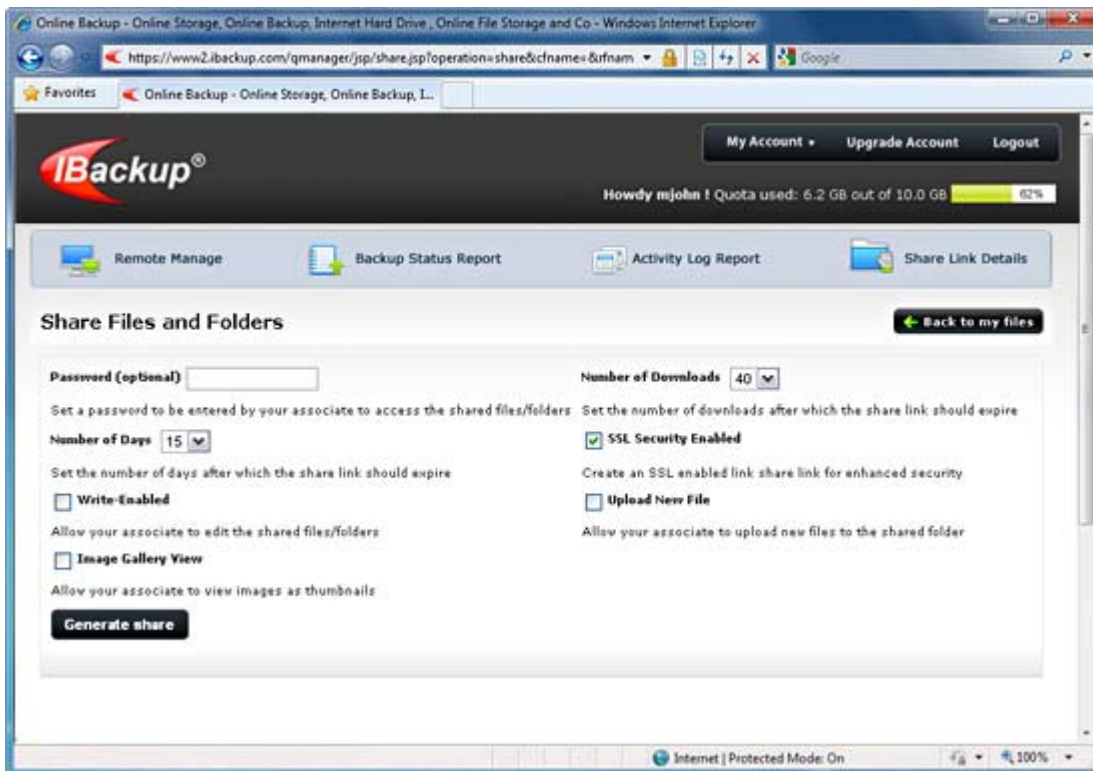 Online Backup - Online Storage, Online Backup, Internet Hard Drive , Online File Storage and Co - Windows Internet Explorer
https://www2.ibackup.com/qmanager/jsp/share.jsp?operation=share&cfname=&rfnam
Google
Favorites
Online Backup - Online Storage, Online Backup, I...
IBackup®
My Account Upgrade Account Logout
Howdy mjohn ! Quota used: 6.2 GB out of 10.0 GB 62%
Remote Manage Backup Status Report Activity Log Report Share Link Details
Share Files and Folders Back to my files
Password (optional) Number of Downloads 40
Set a password to be entered by your associate to access the shared files/folders Set the number of downloads after which the share link should expire
Number of Days 15 SSL Security Enabled
Set the number of days after which the share link should expire Create an SSL enabled link share link for enhanced security
Write-Enabled Upload New File
Allow your associate to edit the shared files/folders Allow your associate to upload new files to the shared folder
Image Gallery View
Allow your associate to view images as thumbnails
Generate share
Internet | Protected Mode: On 100%